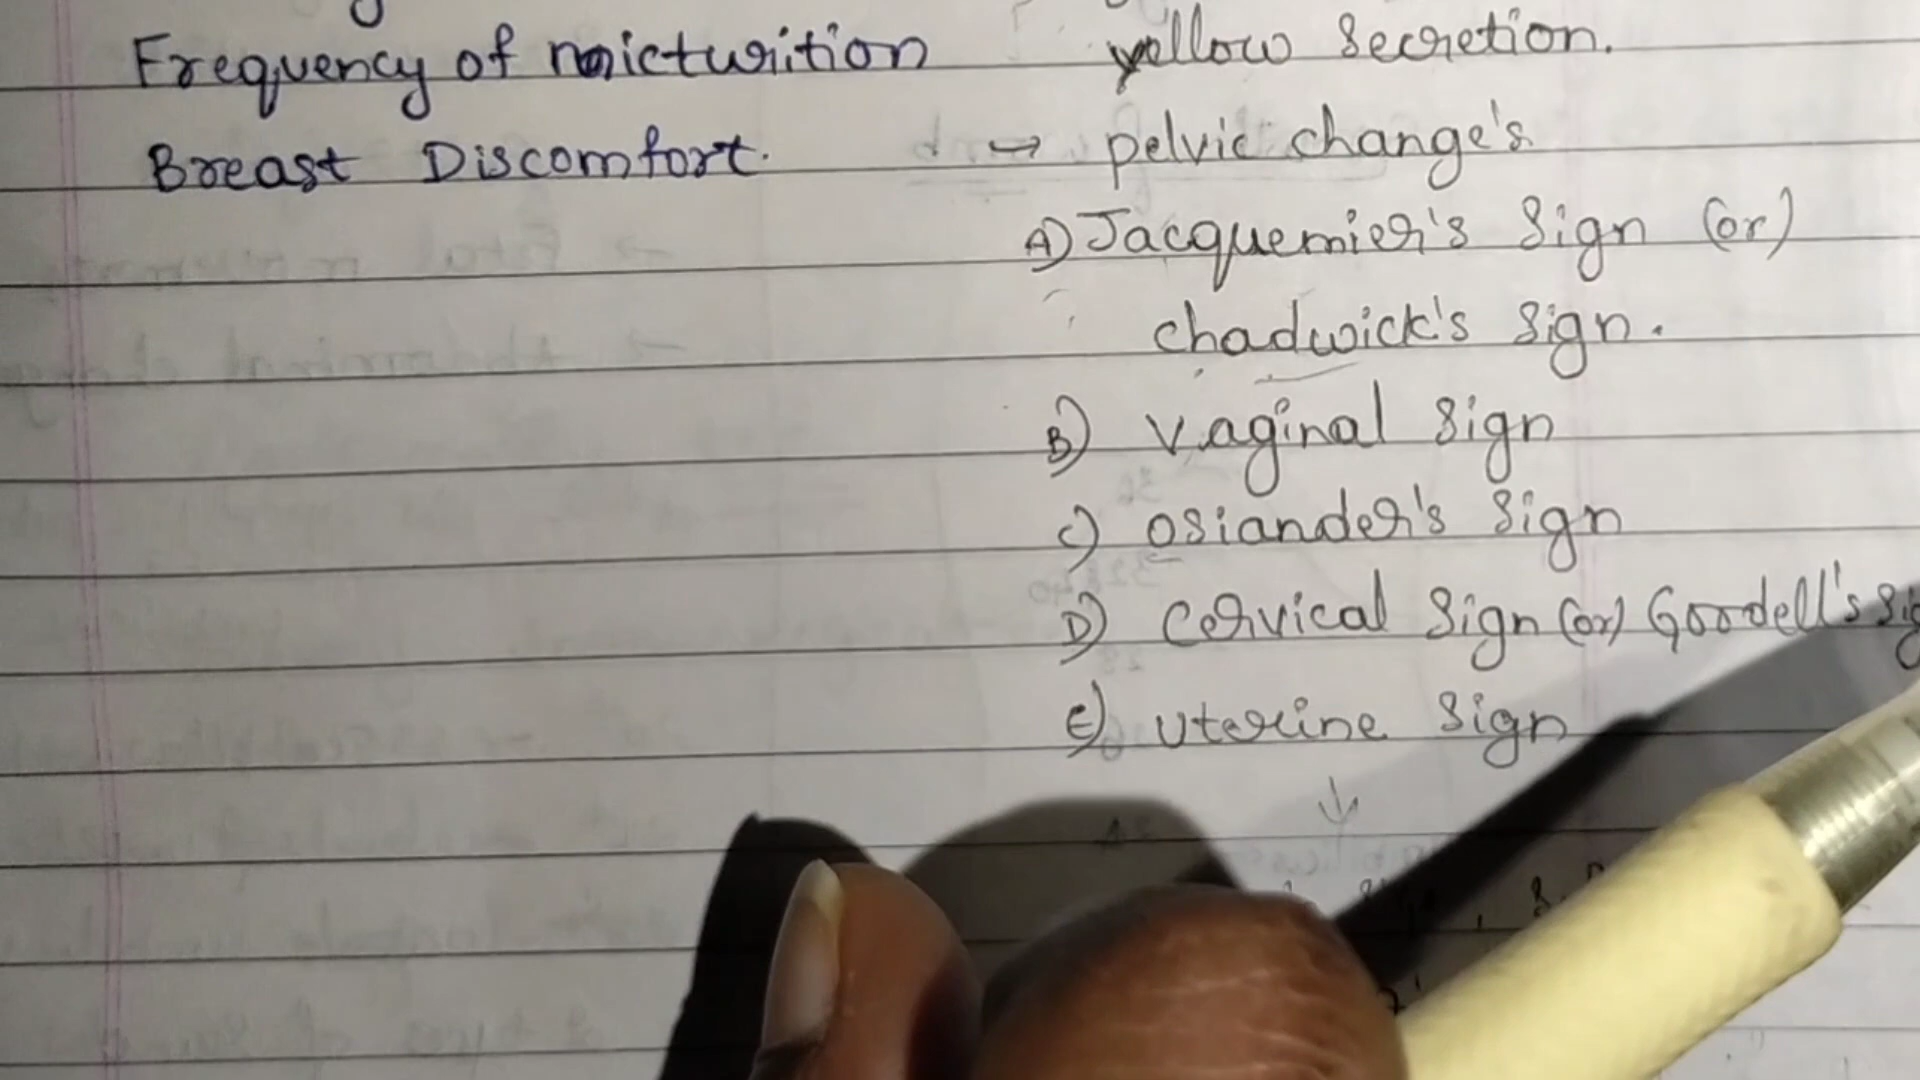 Frequency of micturition
Breast Discomfort.
yellow Secretion.
→ pelvic change's
A) Jacquemier's Sign (or)
chadwick's Sign.
B) Vaginal Sign
C) Osiander's Sign
D) Cervical Sign (or) Goodell's Sig
E) Uterine Sign
↓